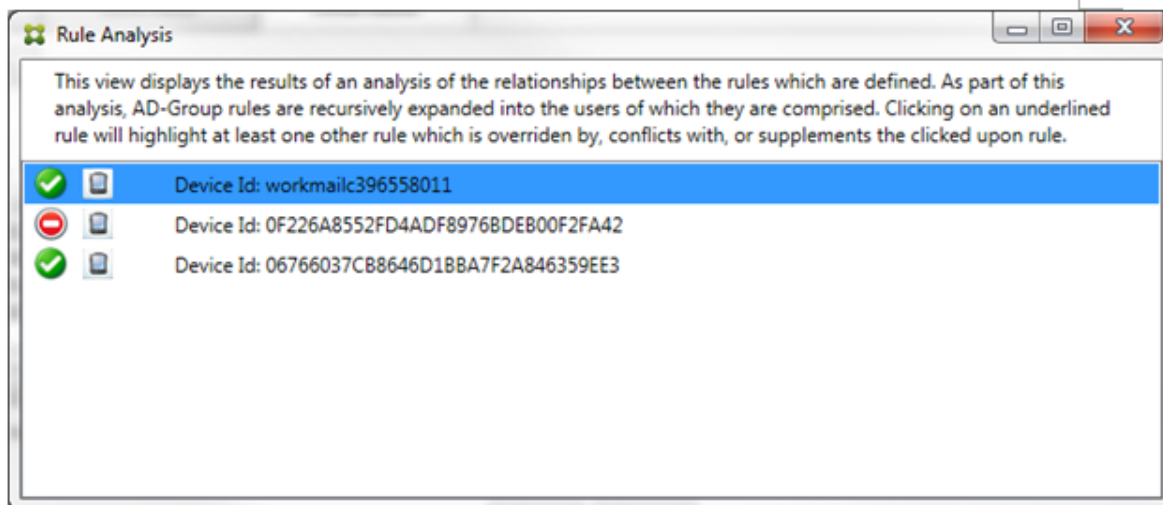 Rule Analysis
This view displays the results of an analysis of the relationships between the rules which are defined. As part of this
analysis, AD-Group rules are recursively expanded into the users of which they are comprised. Clicking on an underlined
rule will highlight at least one other rule which is overriden by, conflicts with, or supplements the clicked upon rule.
Device Id: workmailc396558011
Device Id: 0F226A8552FD4ADF8976BDEB00F2FA42
Device Id: 06766037CB8646D1BBA7F2A846359EE3